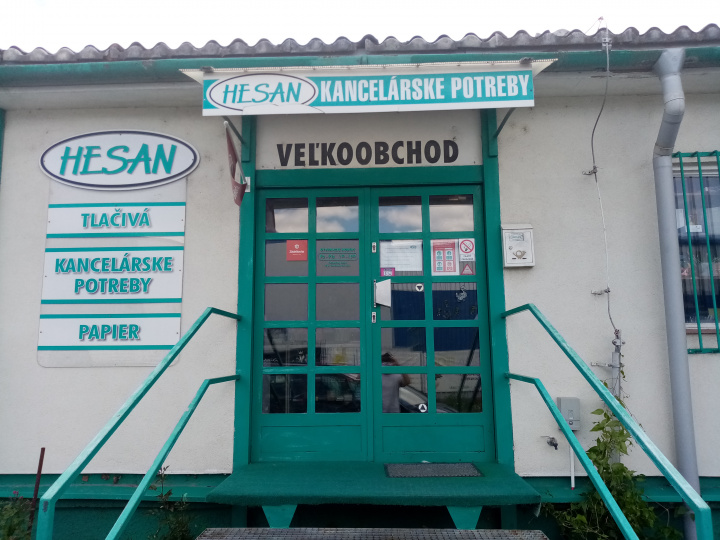 HESAN KANCELÁRSKE POTREBY
VEĽKOOBCHOD
HESAN
TLAČIVÁ
KANCELÁRSKE
POTREBY
PAPIER